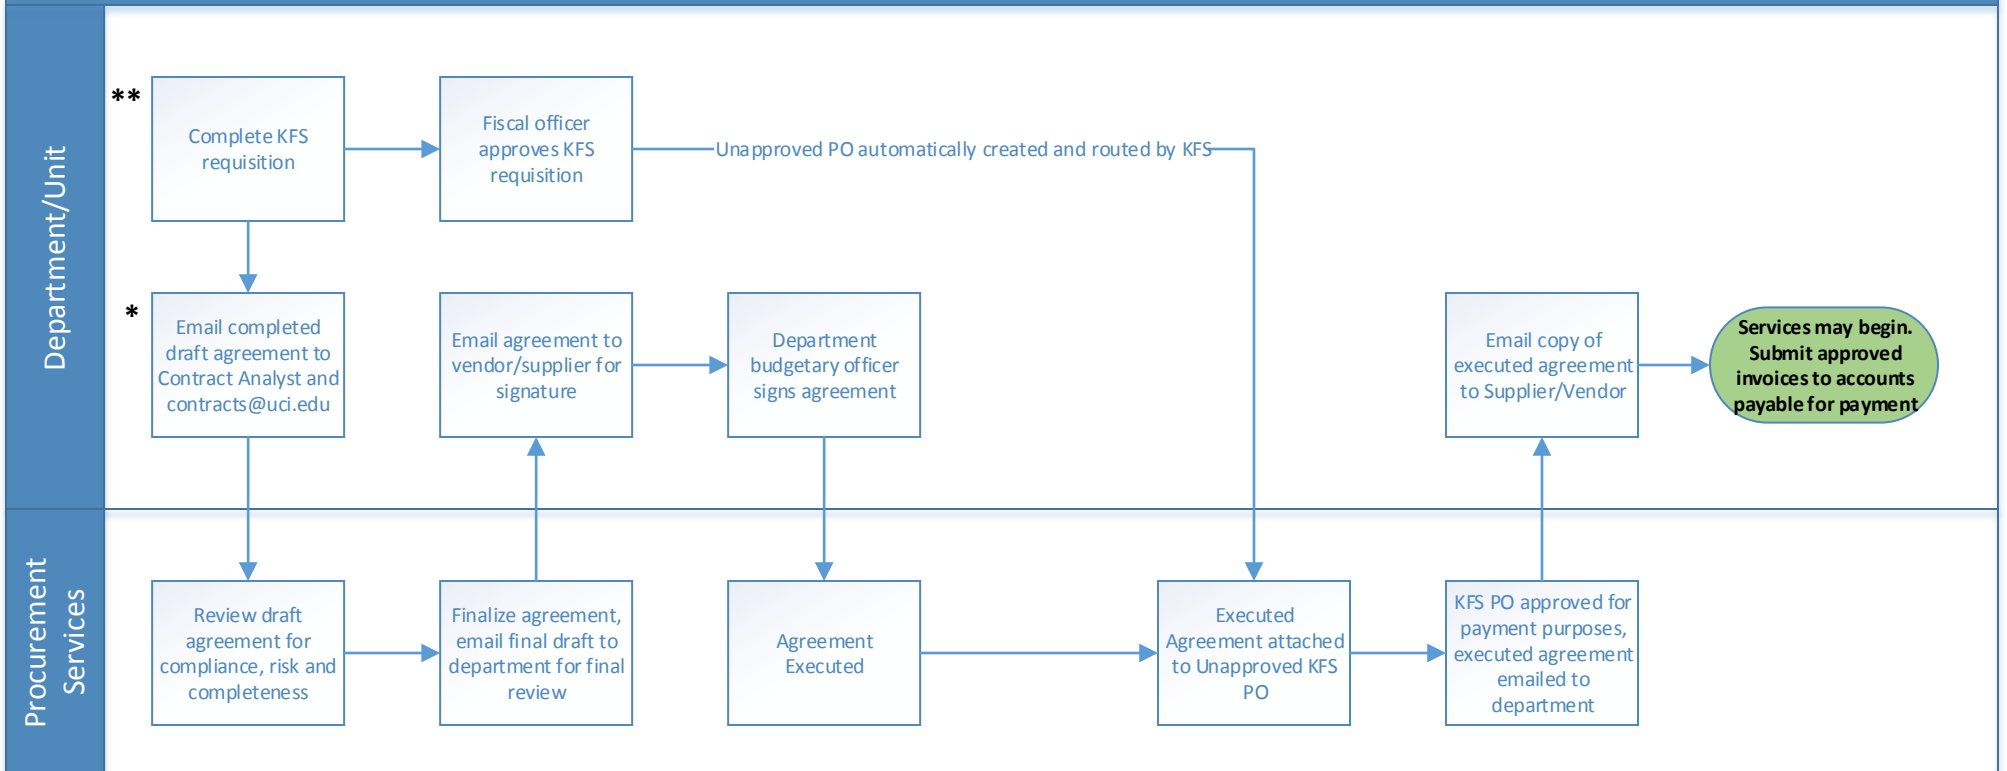 Department/Unit
**
Complete KFS
requisition
Fiscal officer
approves KFS
requisition
Unapproved PO automatically created and routed by KFS
*
Email completed
draft agreement to
Contract Analyst and
contracts@uci.edu
Email agreement to
vendor/supplier for
signature
Department
budgetary officer
signs agreement
Email copy of
executed agreement
to Supplier/Vendor
Services may begin.
Submit approved
invoices to accounts
payable for payment
Procurement
Services
Review draft
agreement for
compliance, risk and
completeness
Finalize agreement,
email final draft to
department for final
review
Agreement
Executed
Executed
Agreement attached
to Unapproved KFS
PO
KFS PO approved for
payment purposes,
executed agreement
emailed to
department